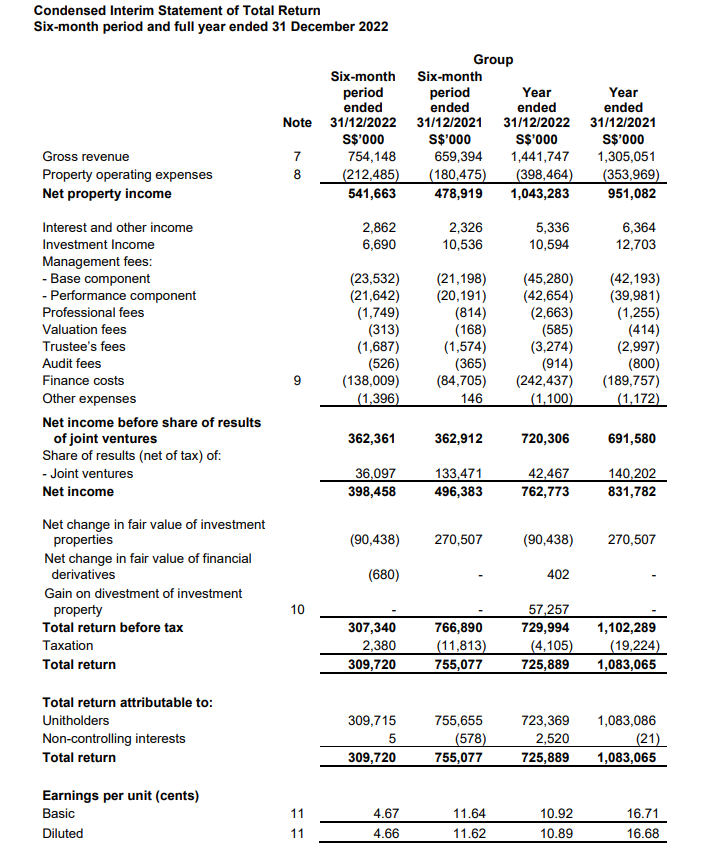 Condensed Interim Statement of Total Return
Six-month period and full year ended 31 December 2022
Group
Six-month Six-month
period period Year Year
ended ended ended ended
Note 31/12/2022 31/12/2021 31/12/2022 31/12/2021
S$'000 S$'000 S$'000 S$'000
Gross revenue 7 754,148 659,394 1,441,747 1,305,051
Property operating expenses 8 (212,485) (180,475) (398,464) (353,969)
Net property income 541,663 478,919 1,043,283 951,082
Interest and other income 2,862 2,326 5,336 6,364
Investment Income 6,690 10,536 10,594 12,703
Management fees:
- Base component (23,532) (21,198) (45,280) (42,193)
- Performance component (21,642) (20,191) (42,654) (39,981)
Professional fees (1,749) (814) (2,663) (1,255)
Valuation fees (313) (168) (585) (414)
Trustee's fees (1,687) (1,574) (3,274) (2,997)
Audit fees (526) (365) (914) (800)
Finance costs 9 (138,009) (84,705) (242,437) (189,757)
Other expenses (1,396) 146 (1,100) (1,172)
Net income before share of results
of joint ventures 362,361 362,912 720,306 691,580
Share of results (net of tax) of:
- Joint ventures 36,097 133,471 42,467 140,202
Net income 398,458 496,383 762,773 831,782
Net change in fair value of investment
properties (90,438) 270,507 (90,438) 270,507
Net change in fair value of financial
derivatives (680) - 402 -
Gain on divestment of investment
property 10 - - 57,257 -
Total return before tax 307,340 766,890 729,994 1,102,289
Taxation 2,380 (11,813) (4,105) (19,224)
Total return 309,720 755,077 725,889 1,083,065
Total return attributable to:
Unitholders 309,715 755,655 723,369 1,083,086
Non-controlling interests 5 (578) 2,520 (21)
Total return 309,720 755,077 725,889 1,083,065
Earnings per unit (cents)
Basic 11 4.67 11.64 10.92 16.71
Diluted 11 4.66 11.62 10.89 16.68